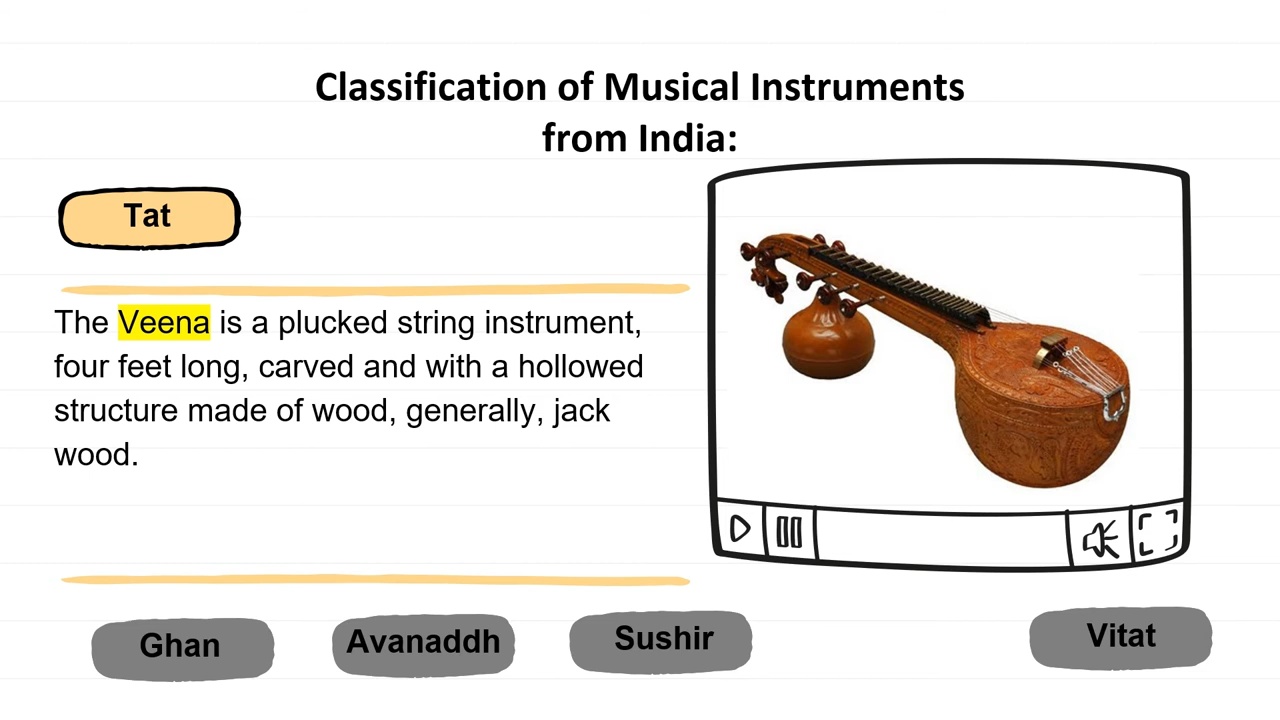 Classification of Musical Instruments
from India:
Tat
The Veena is a plucked string instrument,
four feet long, carved and with a hollowed
structure made of wood, generally, jack
wood.
Ghan
Avanaddh
Sushir
Vitat